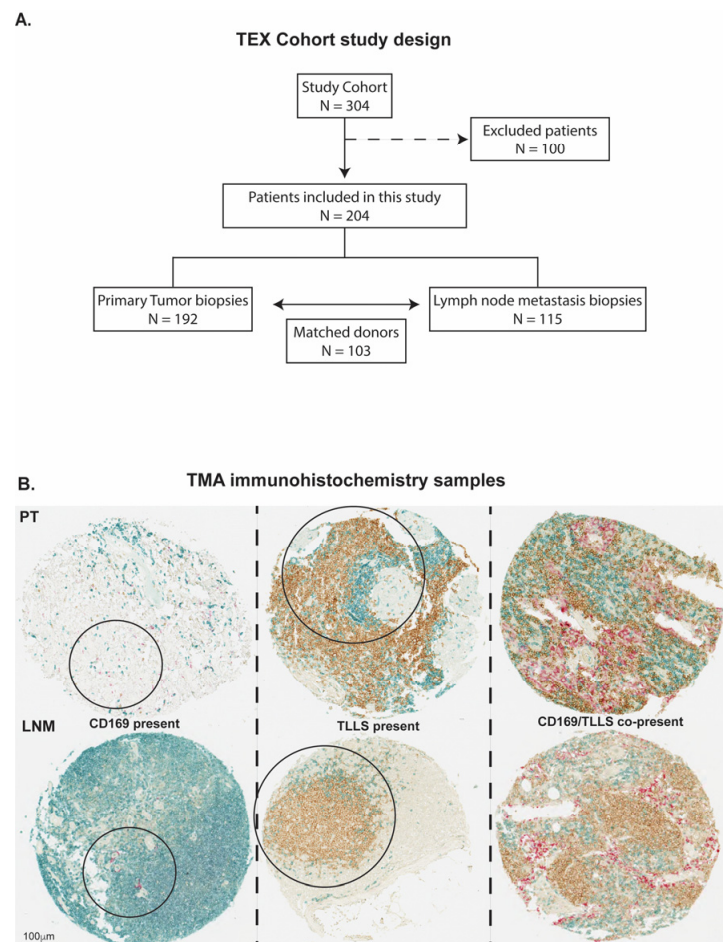 A.
TEX Cohort study design
Study Cohort
N = 304
Excluded patients
N = 100
Patients included in this study
N = 204
Primary Tumor biopsies
N = 192
Lymph node metastasis biopsies
N = 115
Matched donors
N = 103
B.
TMA immunohistochemistry samples
PT
CD169 present
TLLS present
CD169/TLLS co-present
LNM
100μm